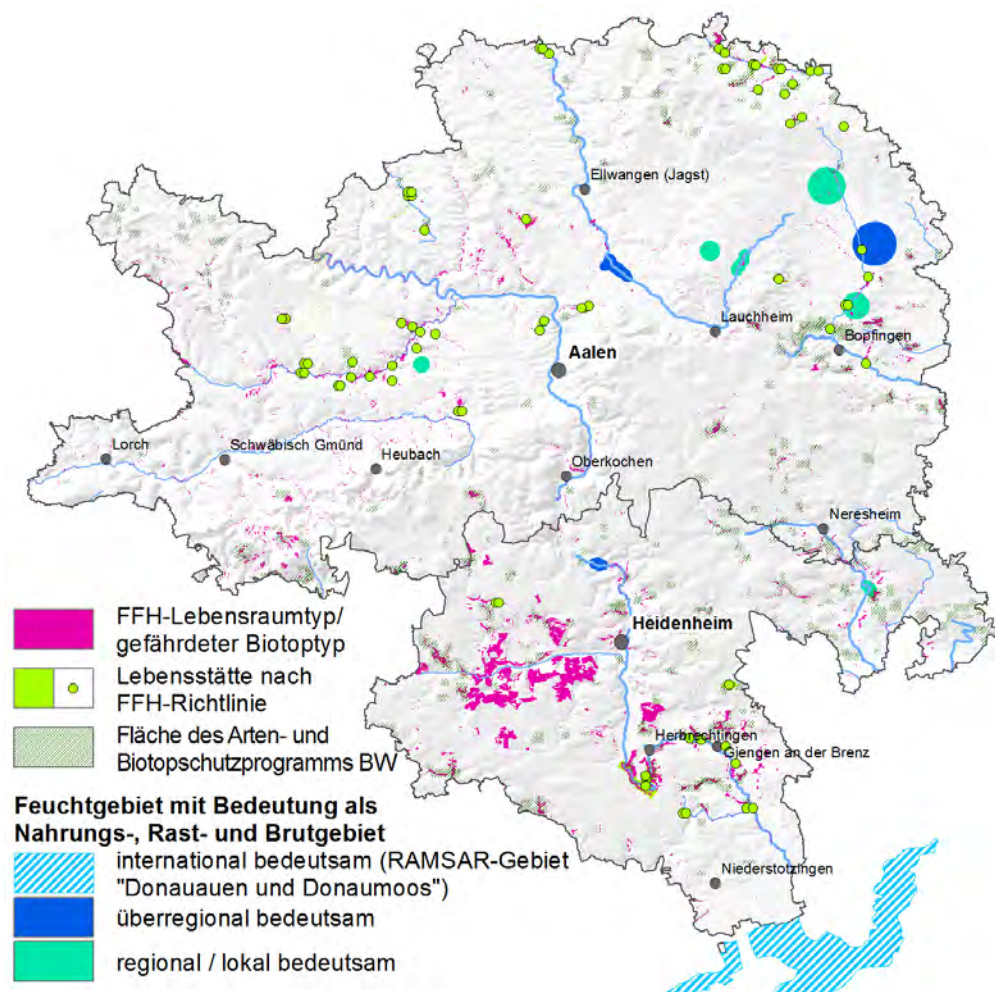 Ellwangen (Jagst)
Lauchheim
Bopfingen
Aalen
Lorch
Schwäbisch Gmünd
Heubach
Oberkochen
Neresheim
Heidenheim
Herbrechtingen
Giengen an der Brenz
Niederstotzingen
FFH-Lebensraumtyp/
gefährdeter Biotoptyp
Lebensstätte nach
FFH-Richtlinie
Fläche des Arten- und
Biotopschutzprogramms BW
Feuchtgebiet mit Bedeutung als
Nahrungs-, Rast- und Brutgebiet
international bedeutsam (RAMSAR-Gebiet
"Donauauen und Donaumoos")
überregional bedeutsam
regional / lokal bedeutsam